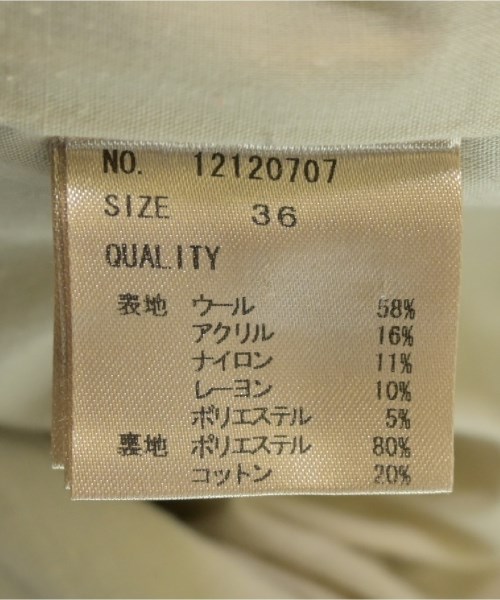 NO. 12120707
SIZE 36
QUALITY
表地 ウール 58%
アクリル 16%
ナイロン 11%
レーヨン 10%
ポリエステル 5%
裏地 ポリエステル 80%
コットン 20%